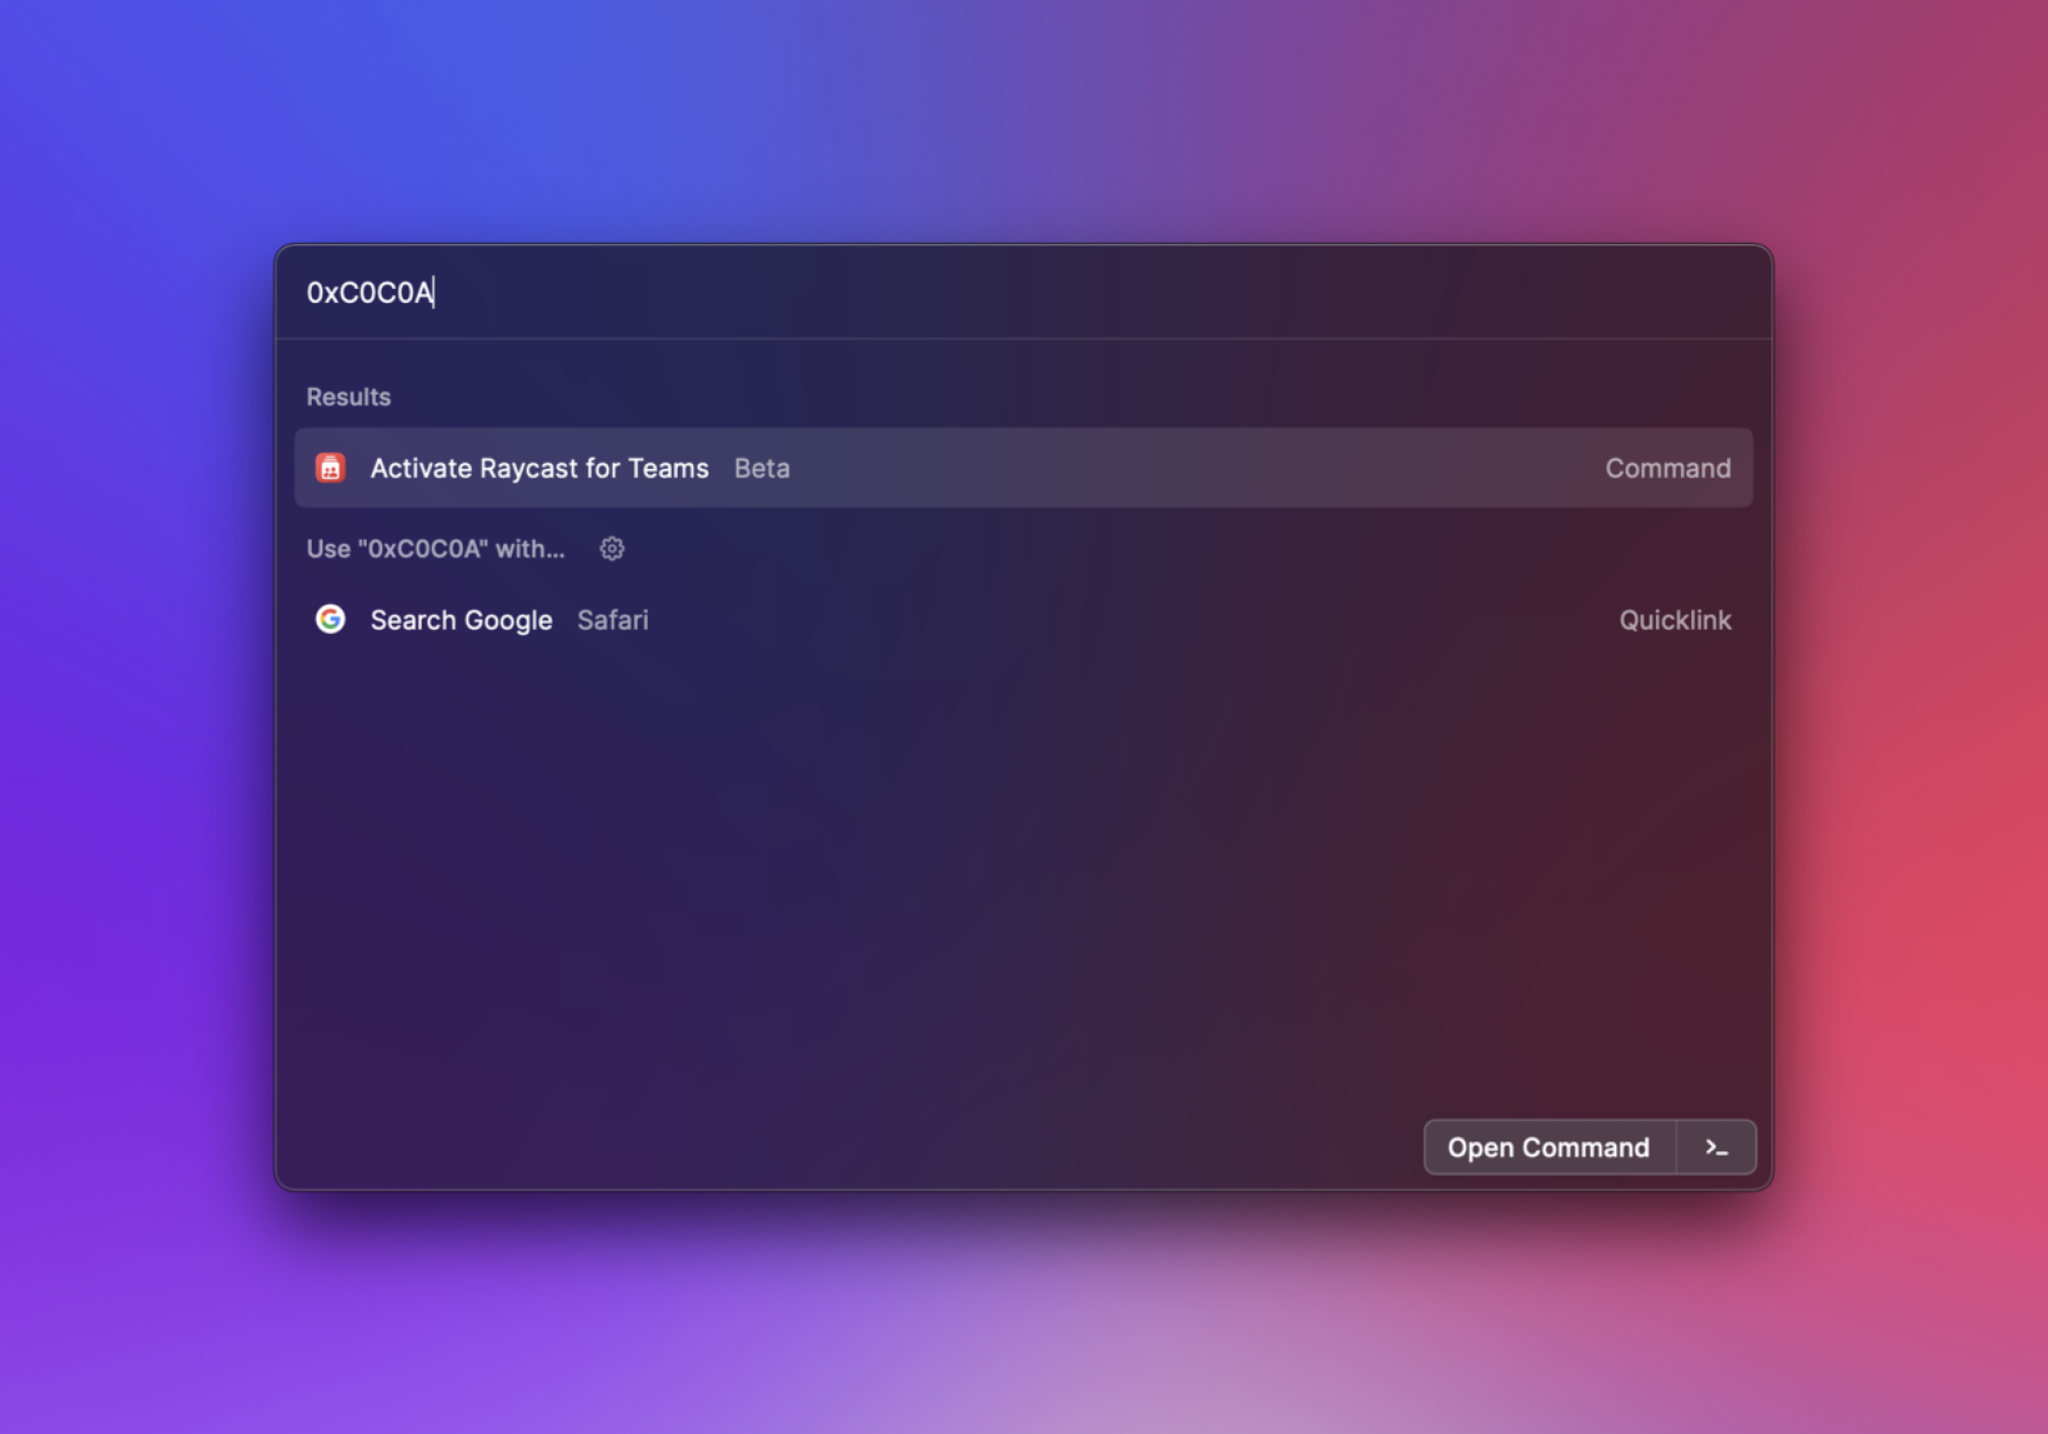 0xC0C0A
Results
Activate Raycast for Teams Beta Command
Use "0xC0C0A" with...
Search Google Safari Quicklink
Open Command >_